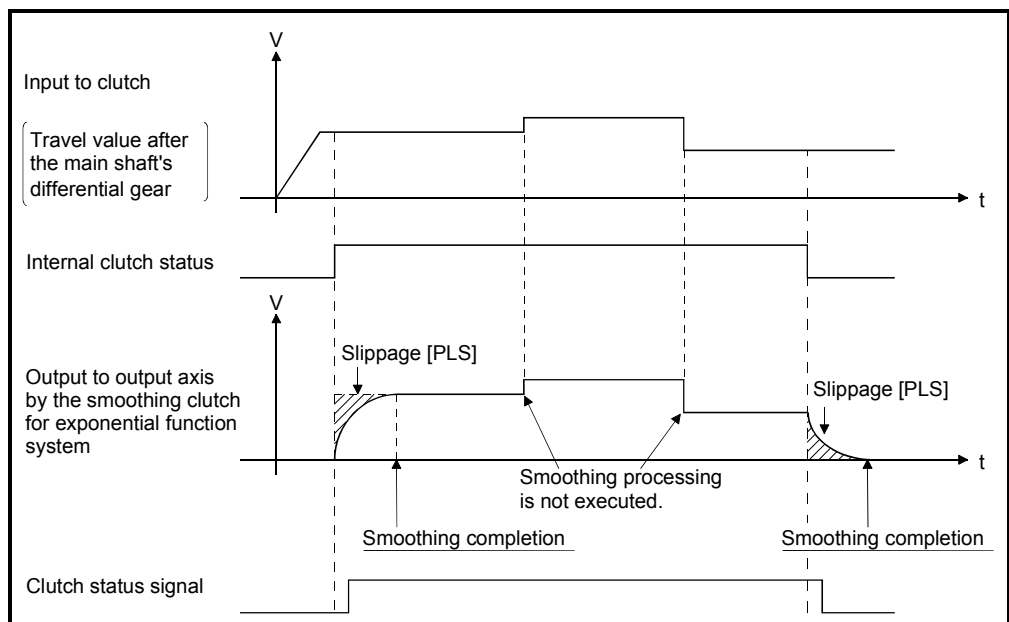 V
Input to clutch
Travel value after
the main shaft's
differential gear
t
Internal clutch status
V
Slippage [PLS]
Output to output axis
by the smoothing clutch
for exponential function
system
Slippage [PLS]
t
Smoothing processing
is not executed.
Smoothing completion
Smoothing completion
Clutch status signal